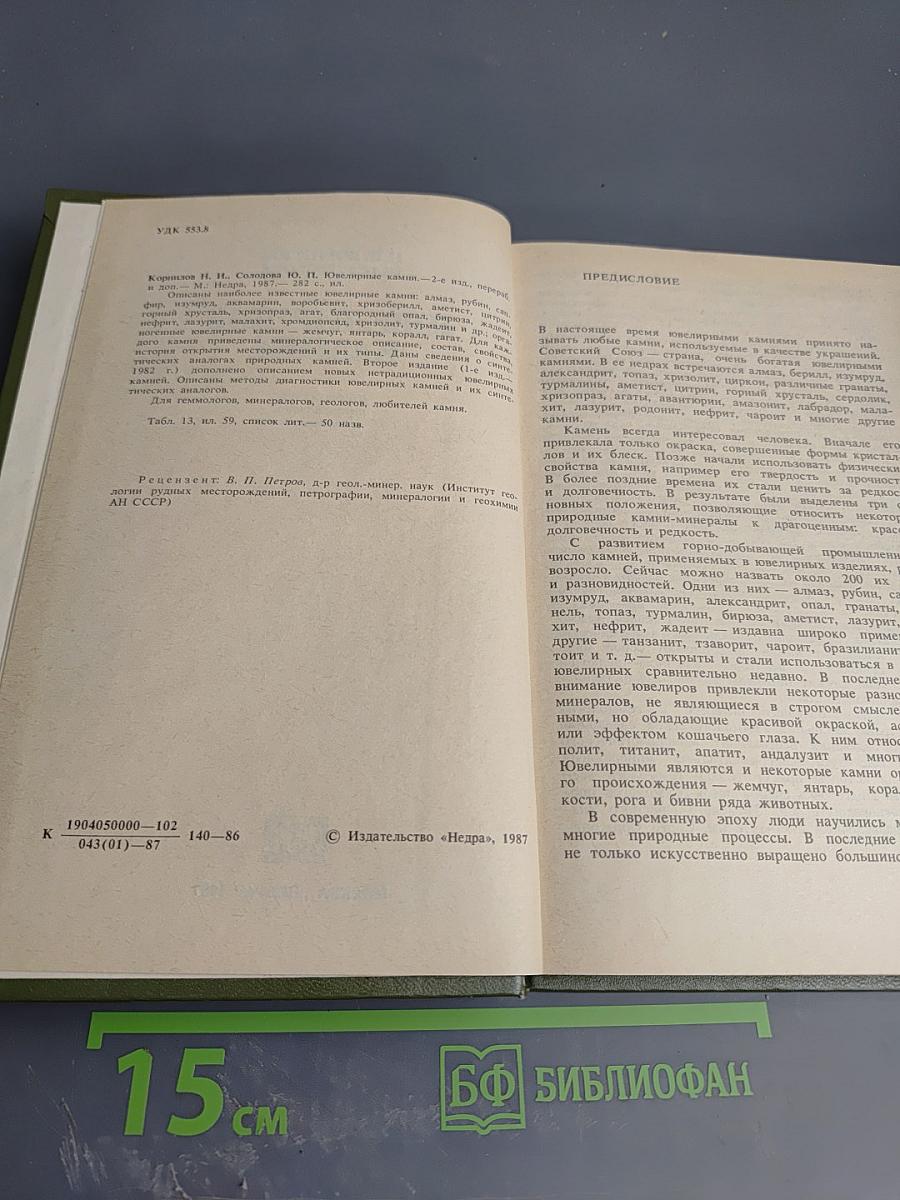 УДК 553.8
Корнилов Н. И., Солодова Ю. П. Ювелирные камни.—2-е изд., перераб.
и доп.— М.: Недра, 1987.— 282 с., ил.
Описаны наиболее известные ювелирные камни: алмаз, рубин, сап-
фир, изумруд, аквамарин, воробьевит, хризоберилл, аметист, цитрин,
горный хрусталь, хризопраз, агат, благородный опал, бирюза, жадеит,
нефрит, лазурит, малахит, хромдиопсид, хризолит, турмалин и др.; орга-
ногенные ювелирные камни — жемчуг, янтарь, коралл, гагат. Для каж-
дого камня приведены минералогическое описание, состав, свойства,
история открытия месторождений и их типы. Даны сведения о синте-
тических аналогах природных камней. Второе издание (1-е изд.—
1982 г.) дополнено описанием новых нетрадиционных ювелирных
камней. Описаны методы диагностики ювелирных камней и их синте-
тических аналогов.
Для геммологов, минералогов, геологов, любителей камня.
Табл. 13, ил. 59, список лит.— 50 назв.
Рецензент: В. П. Петров, д-р геол.-минер. наук (Институт гео-
логии рудных месторождений, петрографии, минералогии и геохимии
АН СССР)
К 1904050000—102 140—86
043(01)—87
© Издательство «Недра», 1987
ПРЕДИСЛОВИЕ
В настоящее время ювелирными камнями принято на-
зывать любые камни, используемые в качестве украшений.
Советский Союз — страна, очень богатая ювелирными
камнями. В ее недрах встречаются алмаз, берилл, изумруд,
александрит, топаз, хризолит, циркон, различные гранаты,
турмалины, аметист, цитрин, горный хрусталь, сердолик,
хризопраз, агаты, авантюрин, амазонит, лабрадор, мала-
хит, лазурит, родонит, нефрит, чароит и многие другие
камни.
Камень всегда интересовал человека. Вначале его
привлекала только окраска, совершенные формы кристал-
лов и их блеск. Позже начали использовать физически
свойства камня, например его твердость и прочност
В более поздние времена их стали ценить за редкос
и долговечность. В результате были выделены три о
новных положения, позволяющие относить некотор
природные камни-минералы к драгоценным: крас
долговечность и редкость.
С развитием горно-добывающей промышленн
число камней, применяемых в ювелирных изделиях, р
возросло. Сейчас можно назвать около 200 их
и разновидностей. Одни из них — алмаз, рубин, са
изумруд, аквамарин, александрит, опал, гранаты,
нель, топаз, турмалин, бирюза, аметист, лазурит,
хит, нефрит, жадеит — издавна широко приме
другие — танзанит, тзаворит, чароит, бразилианит
тоит и т. д.— открыты и стали использоваться в
ювелирных сравнительно недавно. В последне
внимание ювелиров привлекли некоторые разно
минералов, не являющиеся в строгом смысле
ными, но обладающие красивой окраской, ас
или эффектом кошачьего глаза. К ним относ
полит, титанит, апатит, андалузит и мног
Ювелирными являются и некоторые камни ор
го происхождения — жемчуг, янтарь, корал
кости, рога и бивни ряда животных.
В современную эпоху люди научились м
многие природные процессы. В последние
не только искусственно выращено большинс
15 см
БФ БИБЛИОФАН